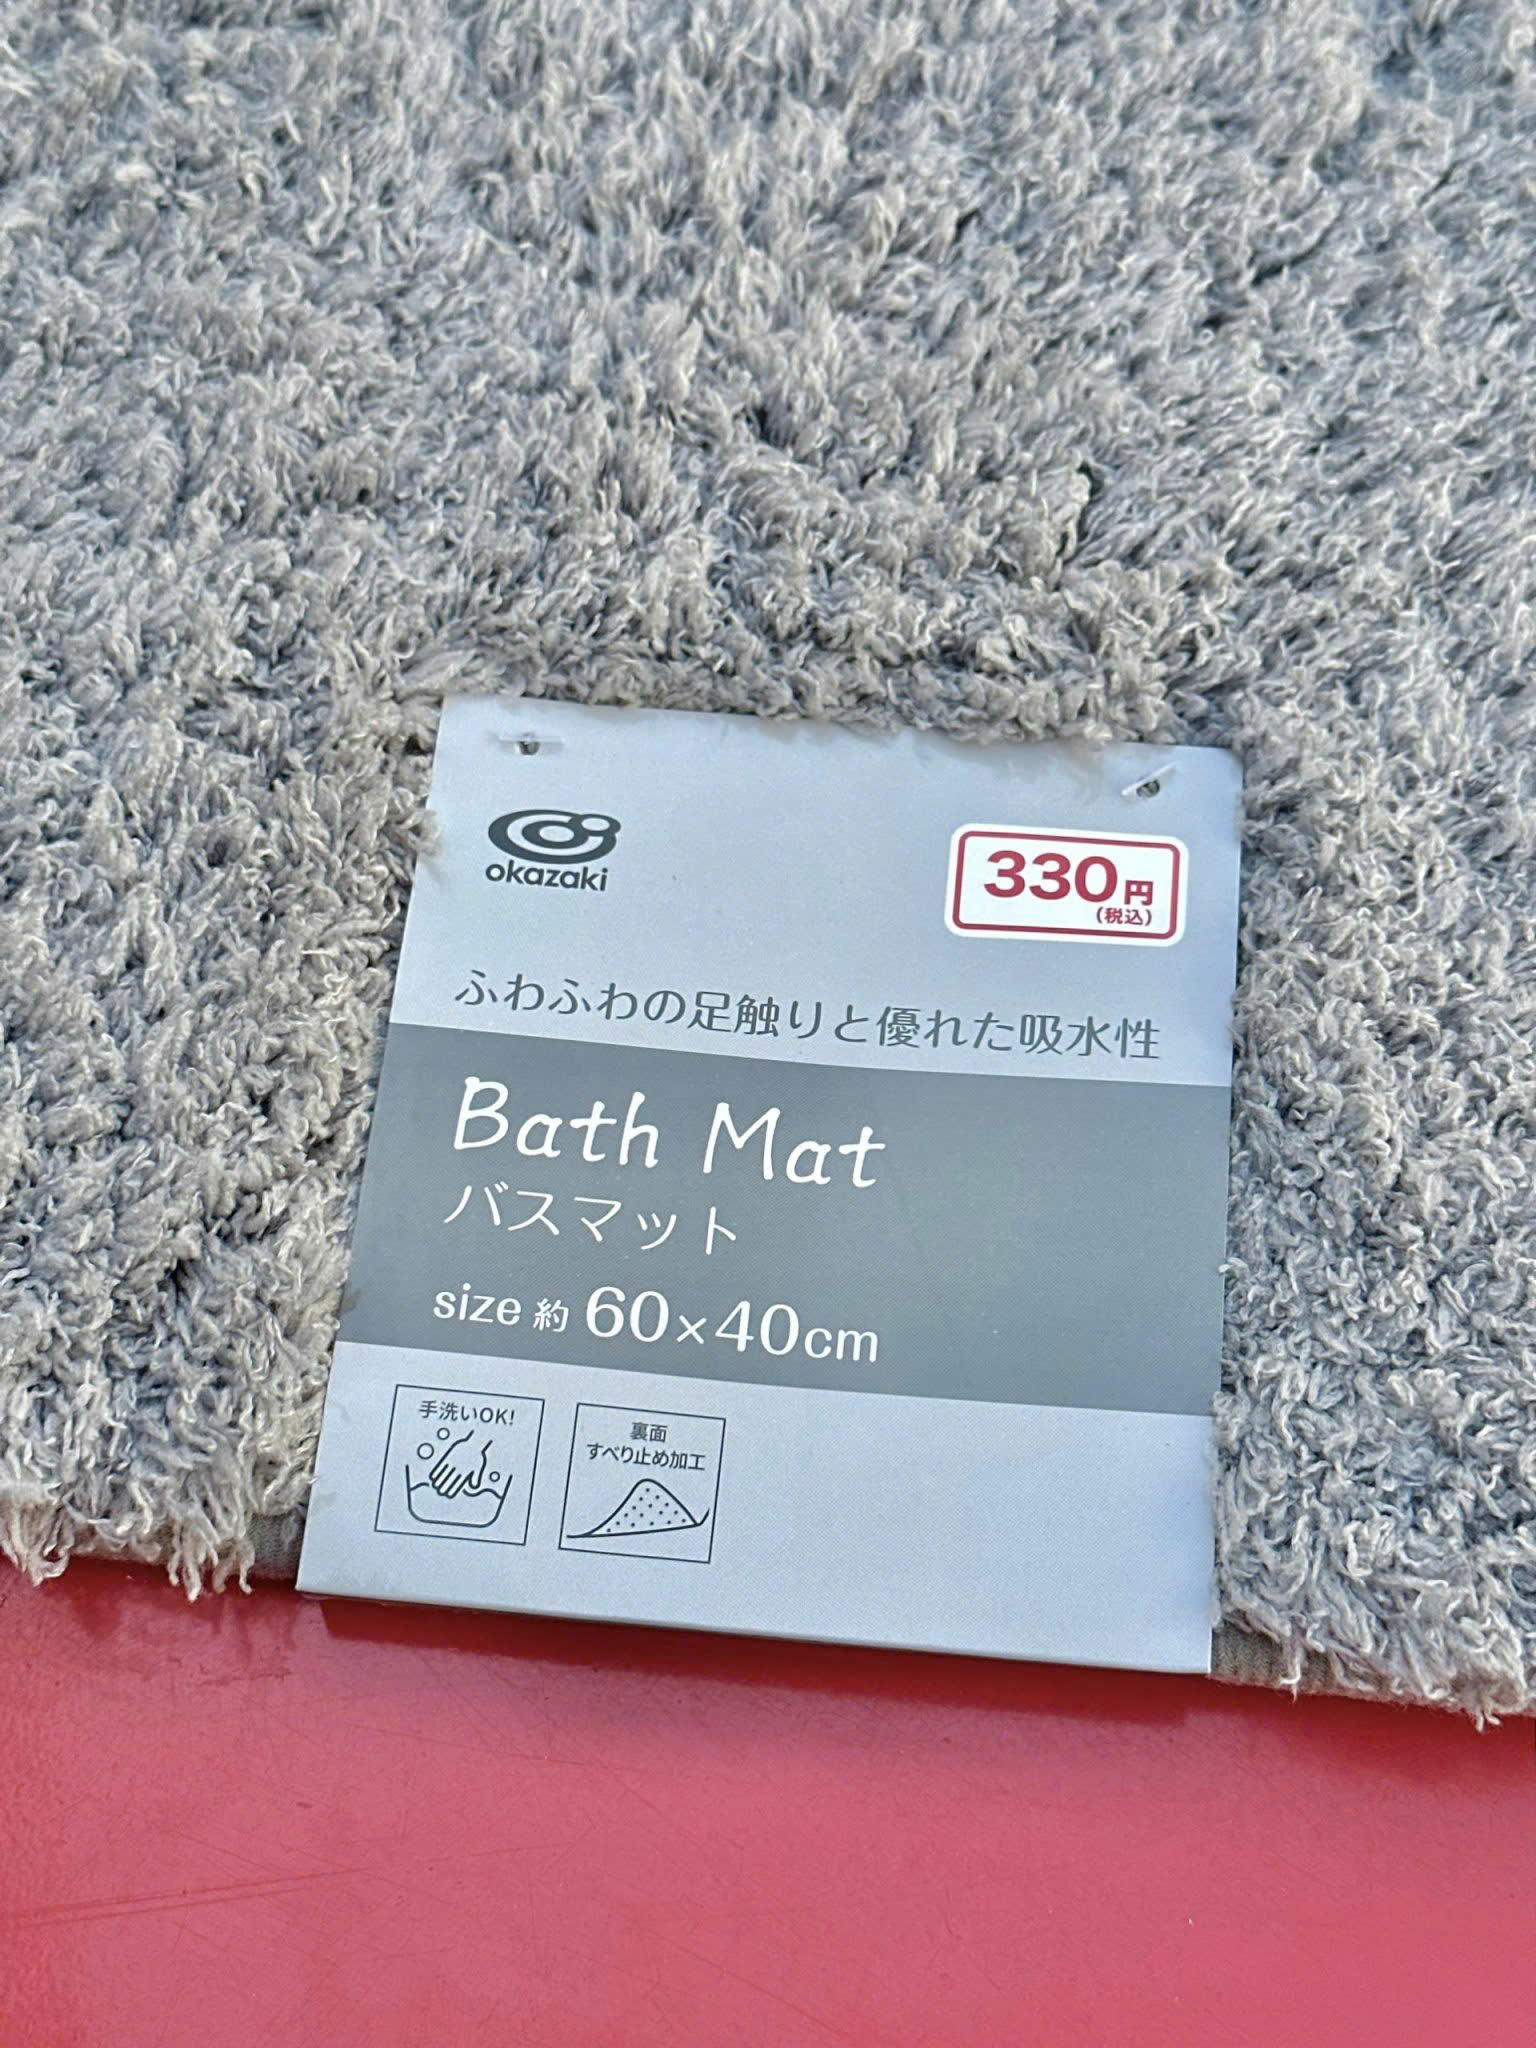 okazaki
330円
(税込)
ふわふわの足触りと優れた吸水性
Bath Mat
バスマット
size 約 60×40cm
手洗いOK!
裏面
すべり止め加工